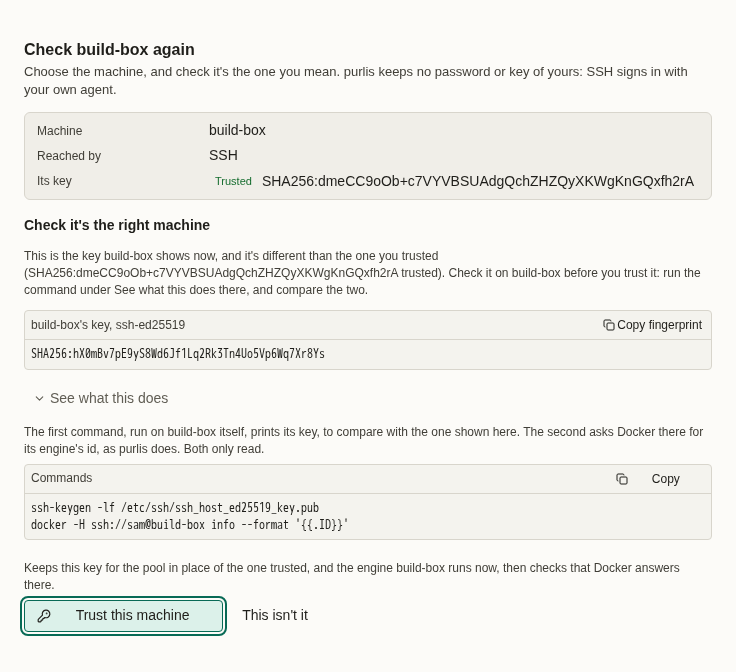 Check build-box again
Choose the machine, and check it's the one you mean. purlis keeps no password or key of yours: SSH signs in with
your own agent.
Machine build-box
Reached by SSH
Its key Trusted SHA256:dmeCC9oOb+c7VYVBSUAdgQchZHZQyXKWgKnGQxfh2rA
Check it's the right machine
This is the key build-box shows now, and it's different than the one you trusted
(SHA256:dmeCC9oOb+c7VYVBSUAdgQchZHZQyXKWgKnGQxfh2rA trusted). Check it on build-box before you trust it: run the
command under See what this does there, and compare the two.
build-box's key, ssh-ed25519 Copy fingerprint
SHA256:hX0mBv7pE9yS8Wd6Jf1Lq2Rk3Tn4Uo5Vp6Wq7Xr8Ys
See what this does
The first command, run on build-box itself, prints its key, to compare with the one shown here. The second asks Docker there for
its engine's id, as purlis does. Both only read.
Commands Copy
ssh-keygen -lf /etc/ssh/ssh_host_ed25519_key.pub
docker -H ssh://sam@build-box info --format '{{.ID}}'
Keeps this key for the pool in place of the one trusted, and the engine build-box runs now, then checks that Docker answers
there.
Trust this machine This isn't it